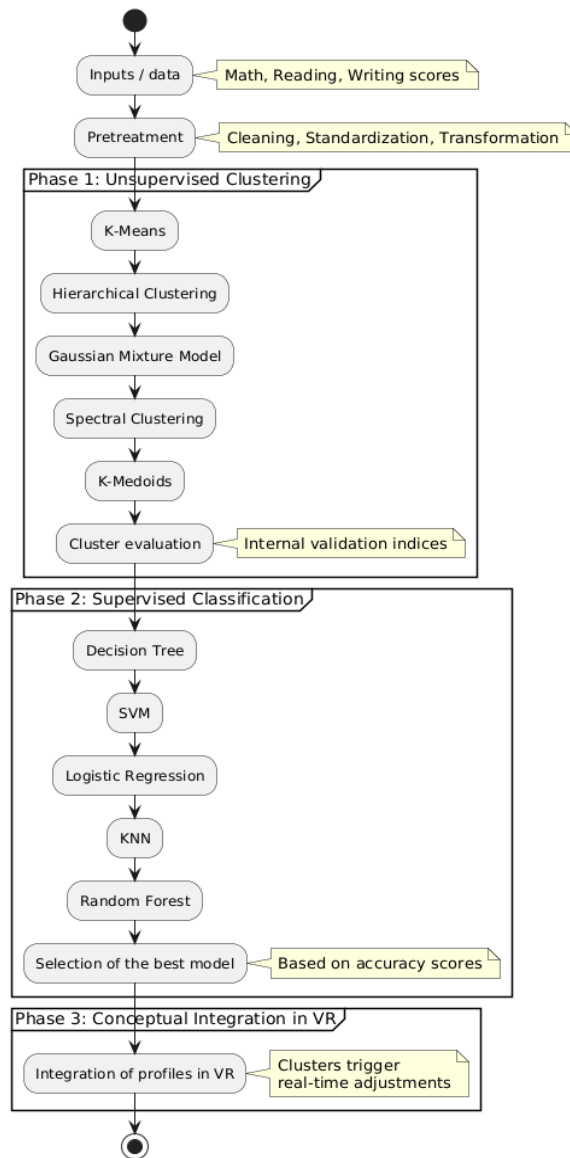 Inputs / data
Math, Reading, Writing scores
Pretreatment
Cleaning, Standardization, Transformation
Phase 1: Unsupervised Clustering
K-Means
Hierarchical Clustering
Gaussian Mixture Model
Spectral Clustering
K-Medoids
Cluster evaluation
Internal validation indices
Phase 2: Supervised Classification
Decision Tree
SVM
Logistic Regression
KNN
Random Forest
Selection of the best model
Based on accuracy scores
Phase 3: Conceptual Integration in VR
Integration of profiles in VR
Clusters trigger
real-time adjustments